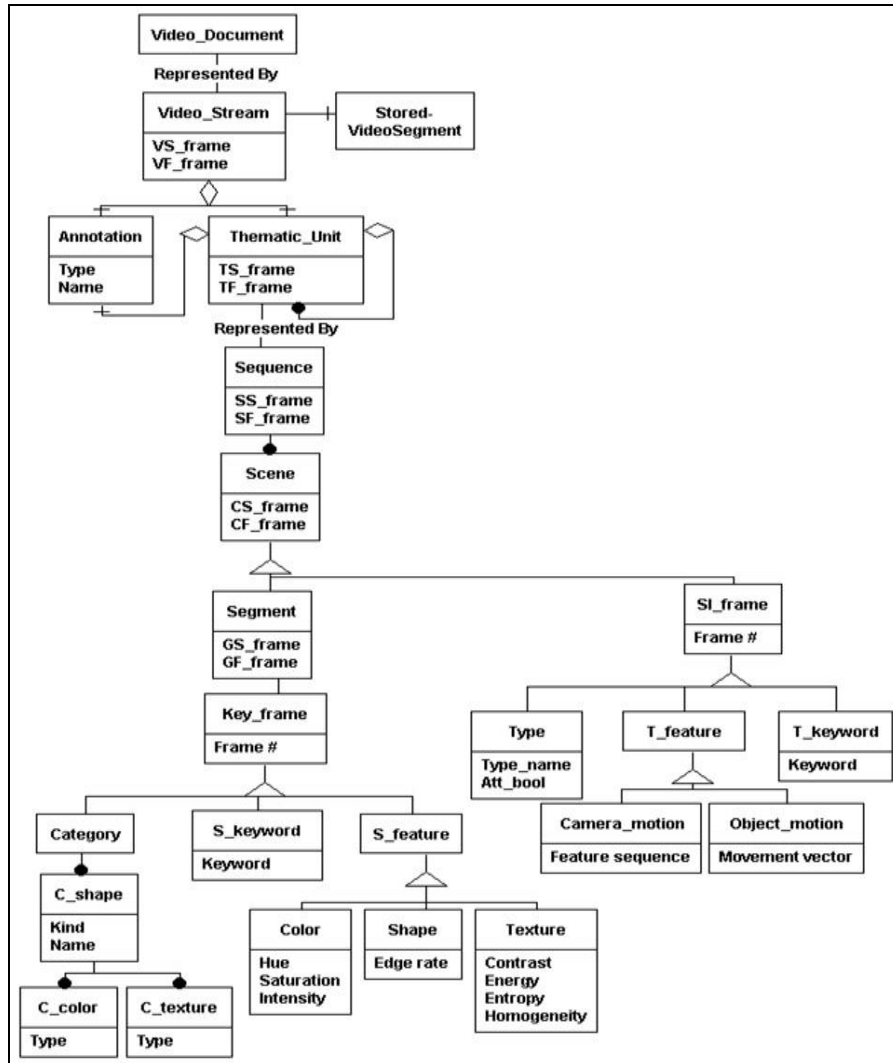 Video_Document
Represented By
Video_Stream
VS_frame
VF_frame
Stored-
VideoSegment
Annotation
Type
Name
Thematic_Unit
TS_frame
TF_frame
Represented By
Sequence
SS_frame
SF_frame
Scene
CS_frame
CF_frame
Segment
GS_frame
GF_frame
SI_frame
Frame #
Key_frame
Frame #
Type
Type_name
Att_bool
T_feature
T_keyword
Keyword
Camera_motion
Feature sequence
Object_motion
Movement vector
Category
S_keyword
Keyword
S_feature
C_shape
Kind
Name
Color
Hue
Saturation
Intensity
Shape
Edge rate
Texture
Contrast
Energy
Entropy
Homogeneity
C_color
Type
C_texture
Type